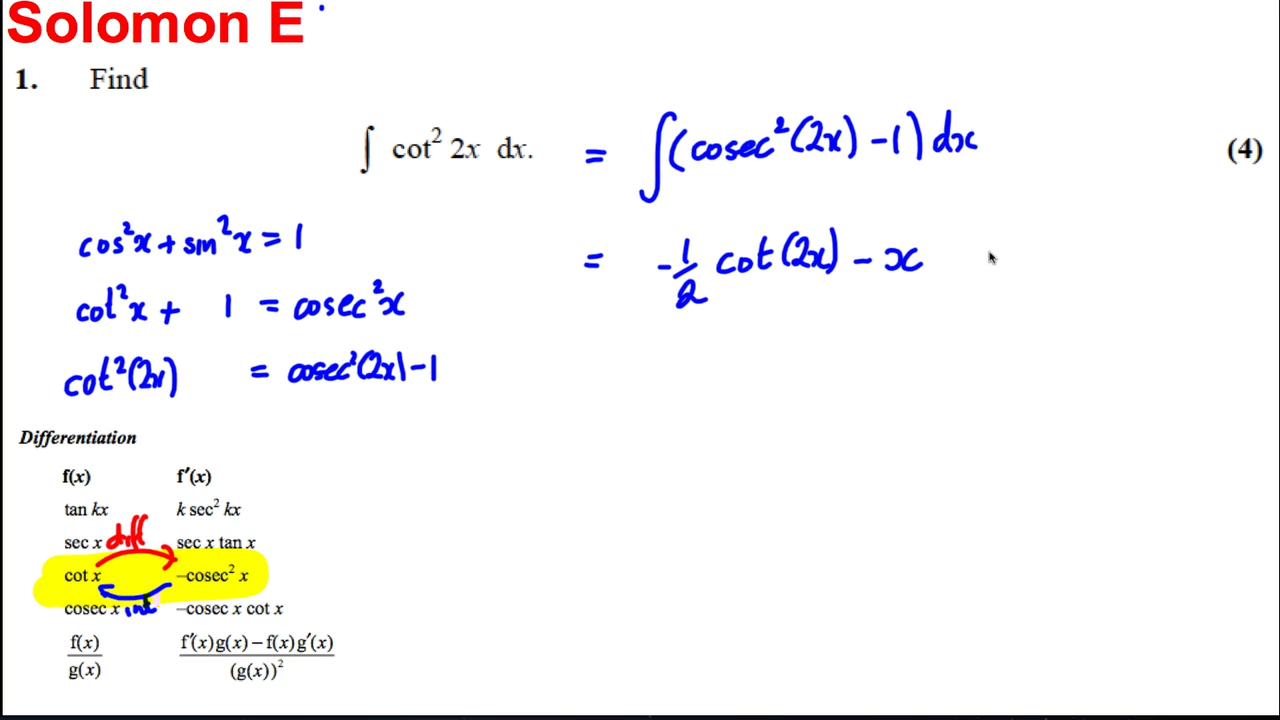 Solomon E
1. Find
∫ cot² 2x dx. = ∫(cosec²(2x) -1) dx (4)
cos²x + sin²x = 1
= -1/2 cot(2x) - x
cot²x + 1 = cosec²x
cot²(2x) = cosec²(2x) -1
Differentiation
f(x) f′(x)
tan kx k sec² kx
sec x diff sec x tan x
cot x –cosec² x
cosec x int –cosec x cot x
f(x)/g(x) (f′(x)g(x) – f(x)g′(x))/(g(x))²